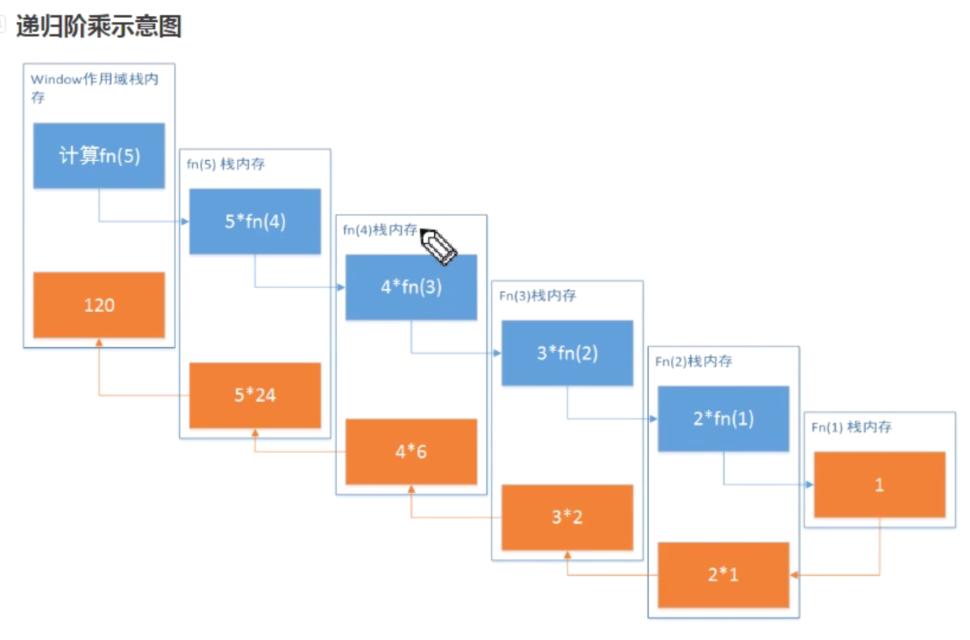 递归阶乘示意图
Window作用域栈内
存
计算fn(5)
fn(5) 栈内存
5*fn(4)
fn(4)栈内存
4*fn(3)
Fn(3)栈内存
3*fn(2)
Fn(2)栈内存
2*fn(1)
Fn(1) 栈内存
1
120
5*24
4*6
3*2
2*1